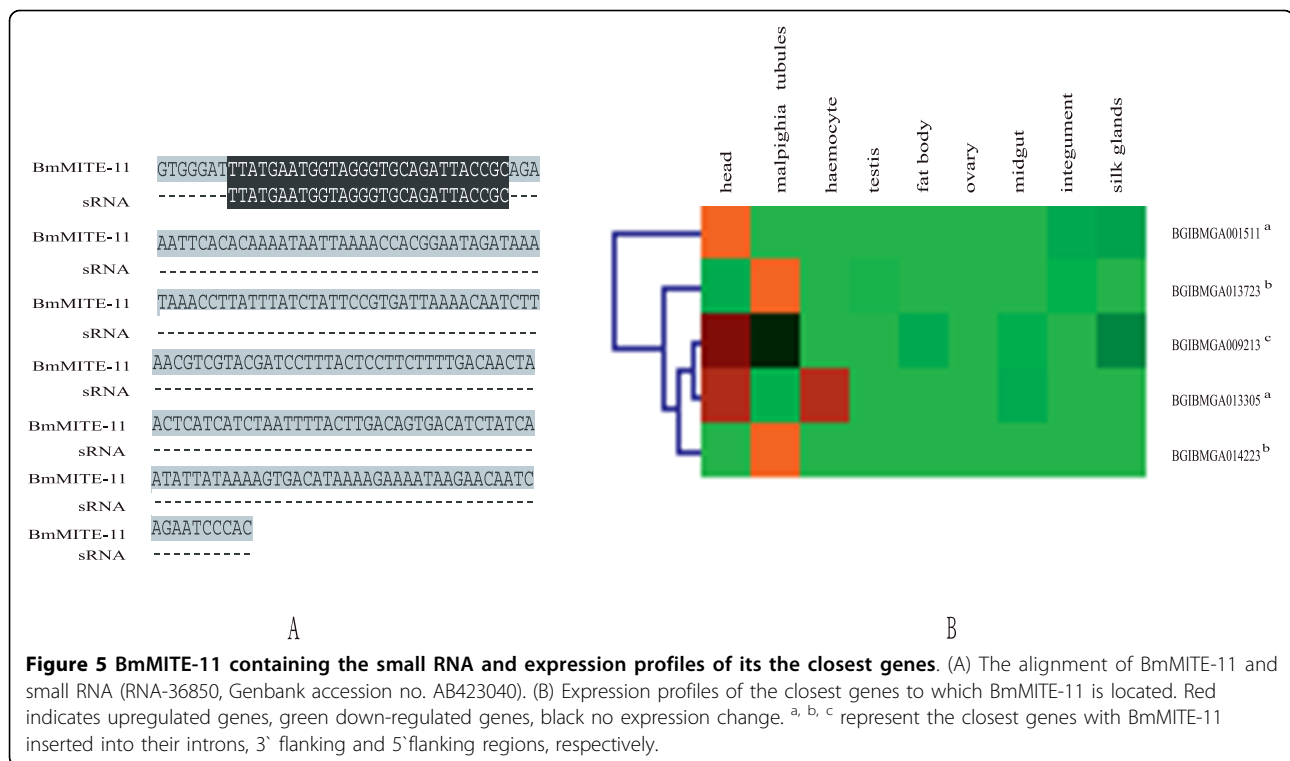 BmMITE-11 GTGGGATTTATGAATGGTAGGGTGCAGATTACCGCAGA
sRNA -------TTATGAATGGTAGGGTGCAGATTACCGC---
BmMITE-11 AATTCACACAAAATAATTAAAACCACGGAATAGATAAA
sRNA --------------------------------------
BmMITE-11 TAAACCTTATTTATCTATTCCGTGATTAAAACAATCTT
sRNA --------------------------------------
BmMITE-11 AACGTCGTACGATCCTTTACTCCTTCTTTTGACAACTA
sRNA --------------------------------------
BmMITE-11 ACTCATCATCTAATTTTACTTGACAGTGACATCTATCA
sRNA --------------------------------------
BmMITE-11 ATATTATAAAAGTGACATAAAAGAAAATAAGAACAATC
sRNA --------------------------------------
BmMITE-11 AGAATCCCAC
sRNA ----------
A
head
malpighia tubules
haemocyte
testis
fat body
ovary
midgut
integument
silk glands
BGIBMGA001511 a
BGIBMGA013723 b
BGIBMGA009213 c
BGIBMGA013305 a
BGIBMGA014223 b
B
Figure 5 BmMITE-11 containing the small RNA and expression profiles of its the closest genes. (A) The alignment of BmMITE-11 and
small RNA (RNA-36850, Genbank accession no. AB423040). (B) Expression profiles of the closest genes to which BmMITE-11 is located. Red
indicates upregulated genes, green down-regulated genes, black no expression change. a, b, c represent the closest genes with BmMITE-11
inserted into their introns, 3` flanking and 5`flanking regions, respectively.